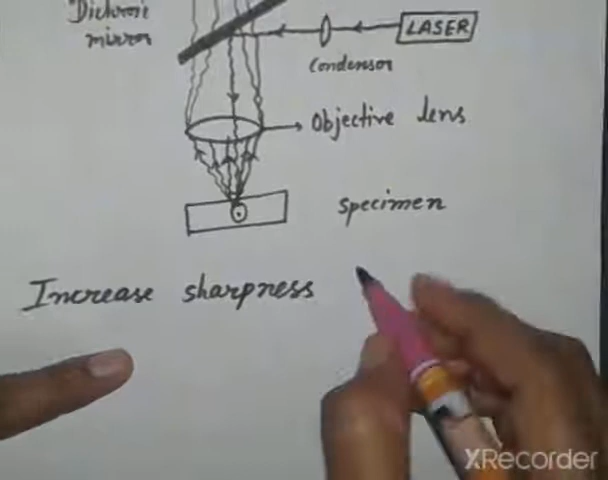 Dichroic
mirror
LASER
Condensor
Objective lens
specimen
Increase sharpness
XRecorder